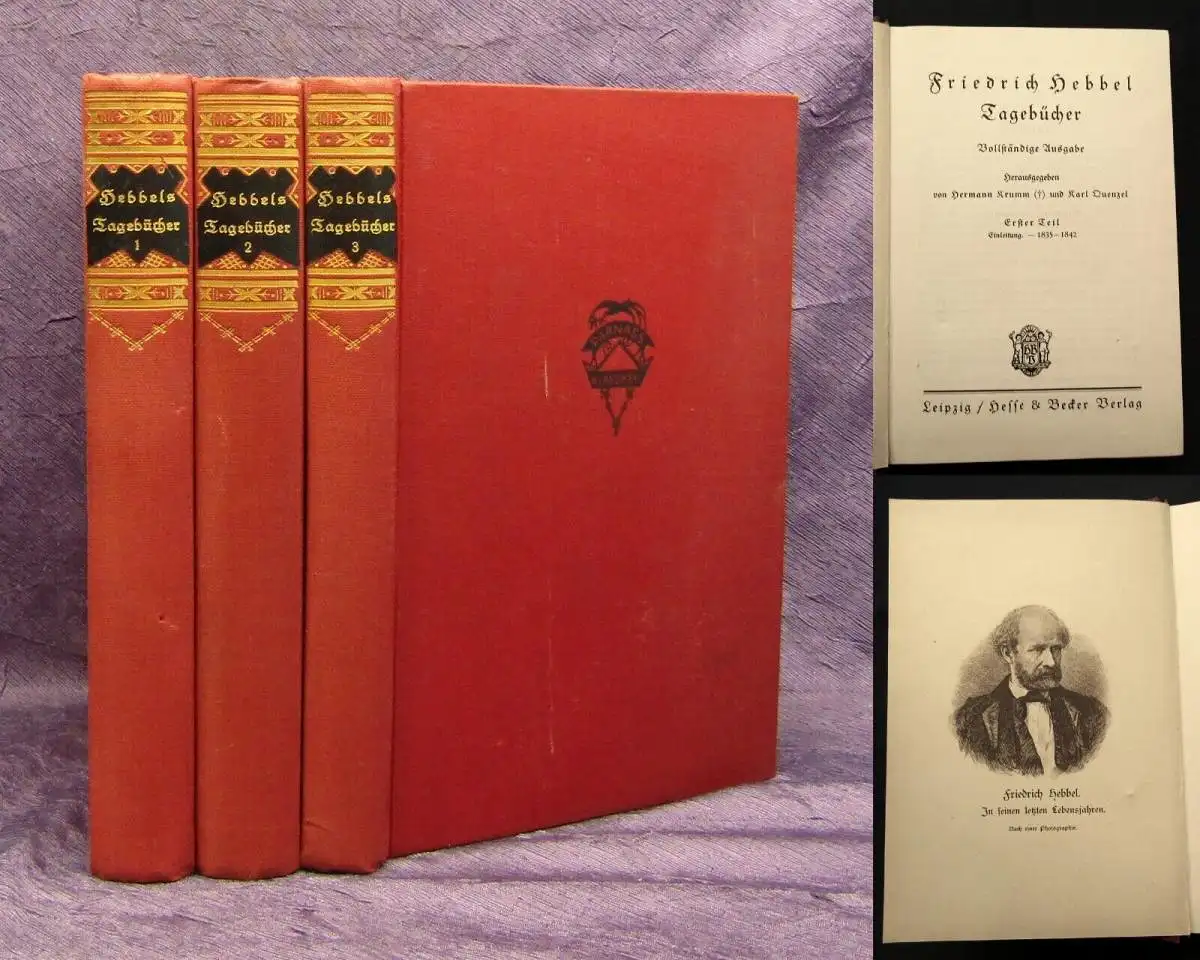 Hebbels
Tagebücher
1
Hebbels
Tagebücher
2
Hebbels
Tagebücher
3
Friedrich Hebbel
Tagebücher
Vollständige Ausgabe
Herausgegeben
von Hermann Krumm (†) und Karl Quenzel
Erster Teil
Einleitung. — 1835–1842
Leipzig / Hesse & Becker Verlag
Friedrich Hebbel.
In seinen letzten Lebensjahren.
Nach einer Photographie.